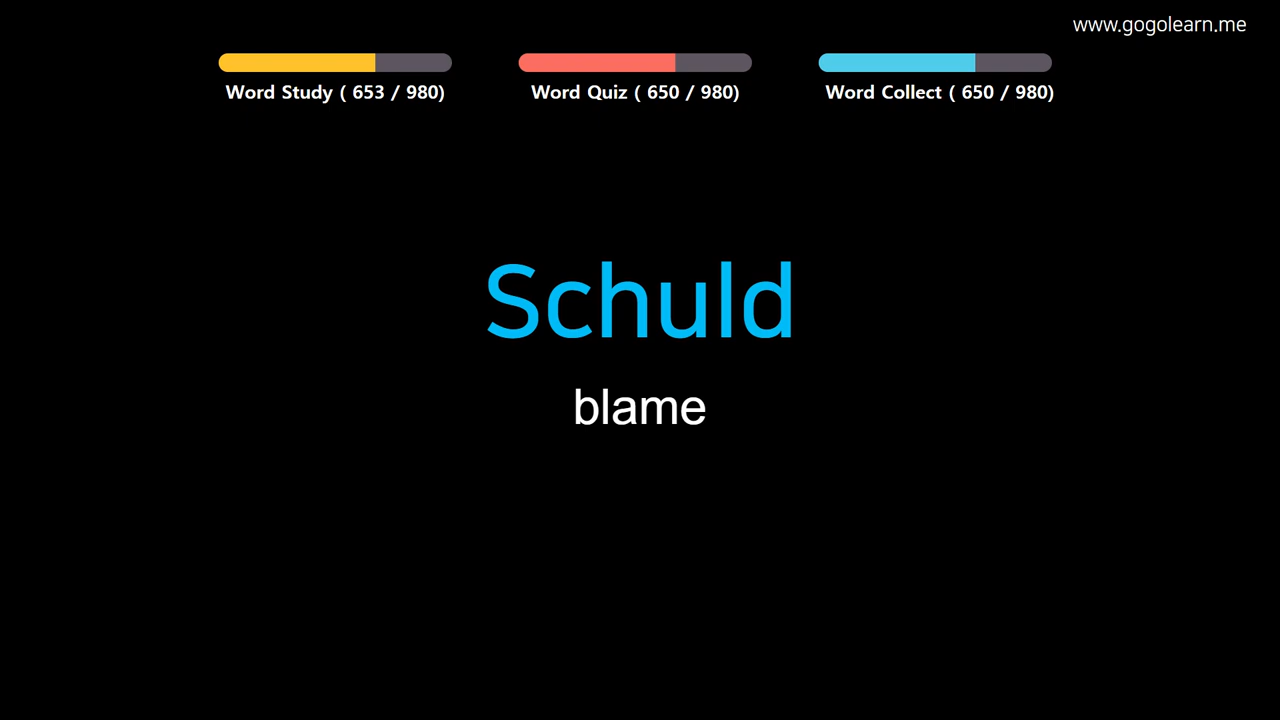 www.gogolearn.me
Word Study ( 653 / 980)
Word Quiz ( 650 / 980)
Word Collect ( 650 / 980)
Schuld
blame